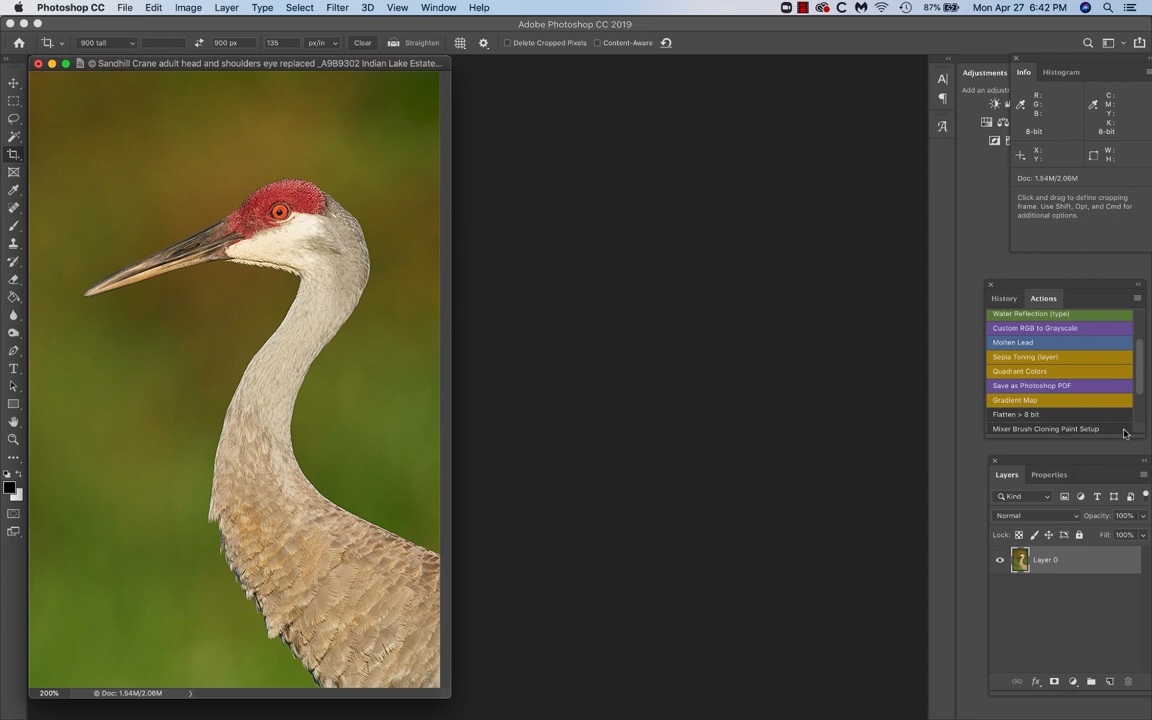 Photoshop CC File Edit Image Layer Type Select Filter 3D View Window Help 87% Mon Apr 27 6:42 PM
Adobe Photoshop CC 2019
900 tall 900 px 135 px/in Clear Straighten Delete Cropped Pixels Content-Aware
© Sandhill Crane adult head and shoulders eye replaced _A9B9302 Indian Lake Estate...
Adjustments Info Histogram
Add an adjustm
R: C:
G: M:
B: Y:
K:
8-bit 8-bit
X: W:
Y: H:
Doc: 1.54M/2.06M
Click and drag to define cropping
frame. Use Shift, Opt, and Cmd for
additional options.
History Actions
Water Reflection (type)
Custom RGB to Grayscale
Molten Lead
Sepia Toning (layer)
Quadrant Colors
Save as Photoshop PDF
Gradient Map
Flatten > 8 bit
Mixer Brush Cloning Paint Setup
Layers Properties
Kind
Normal Opacity: 100%
Lock: Fill: 100%
Layer 0
fx
200% © Doc: 1.54M/2.06M